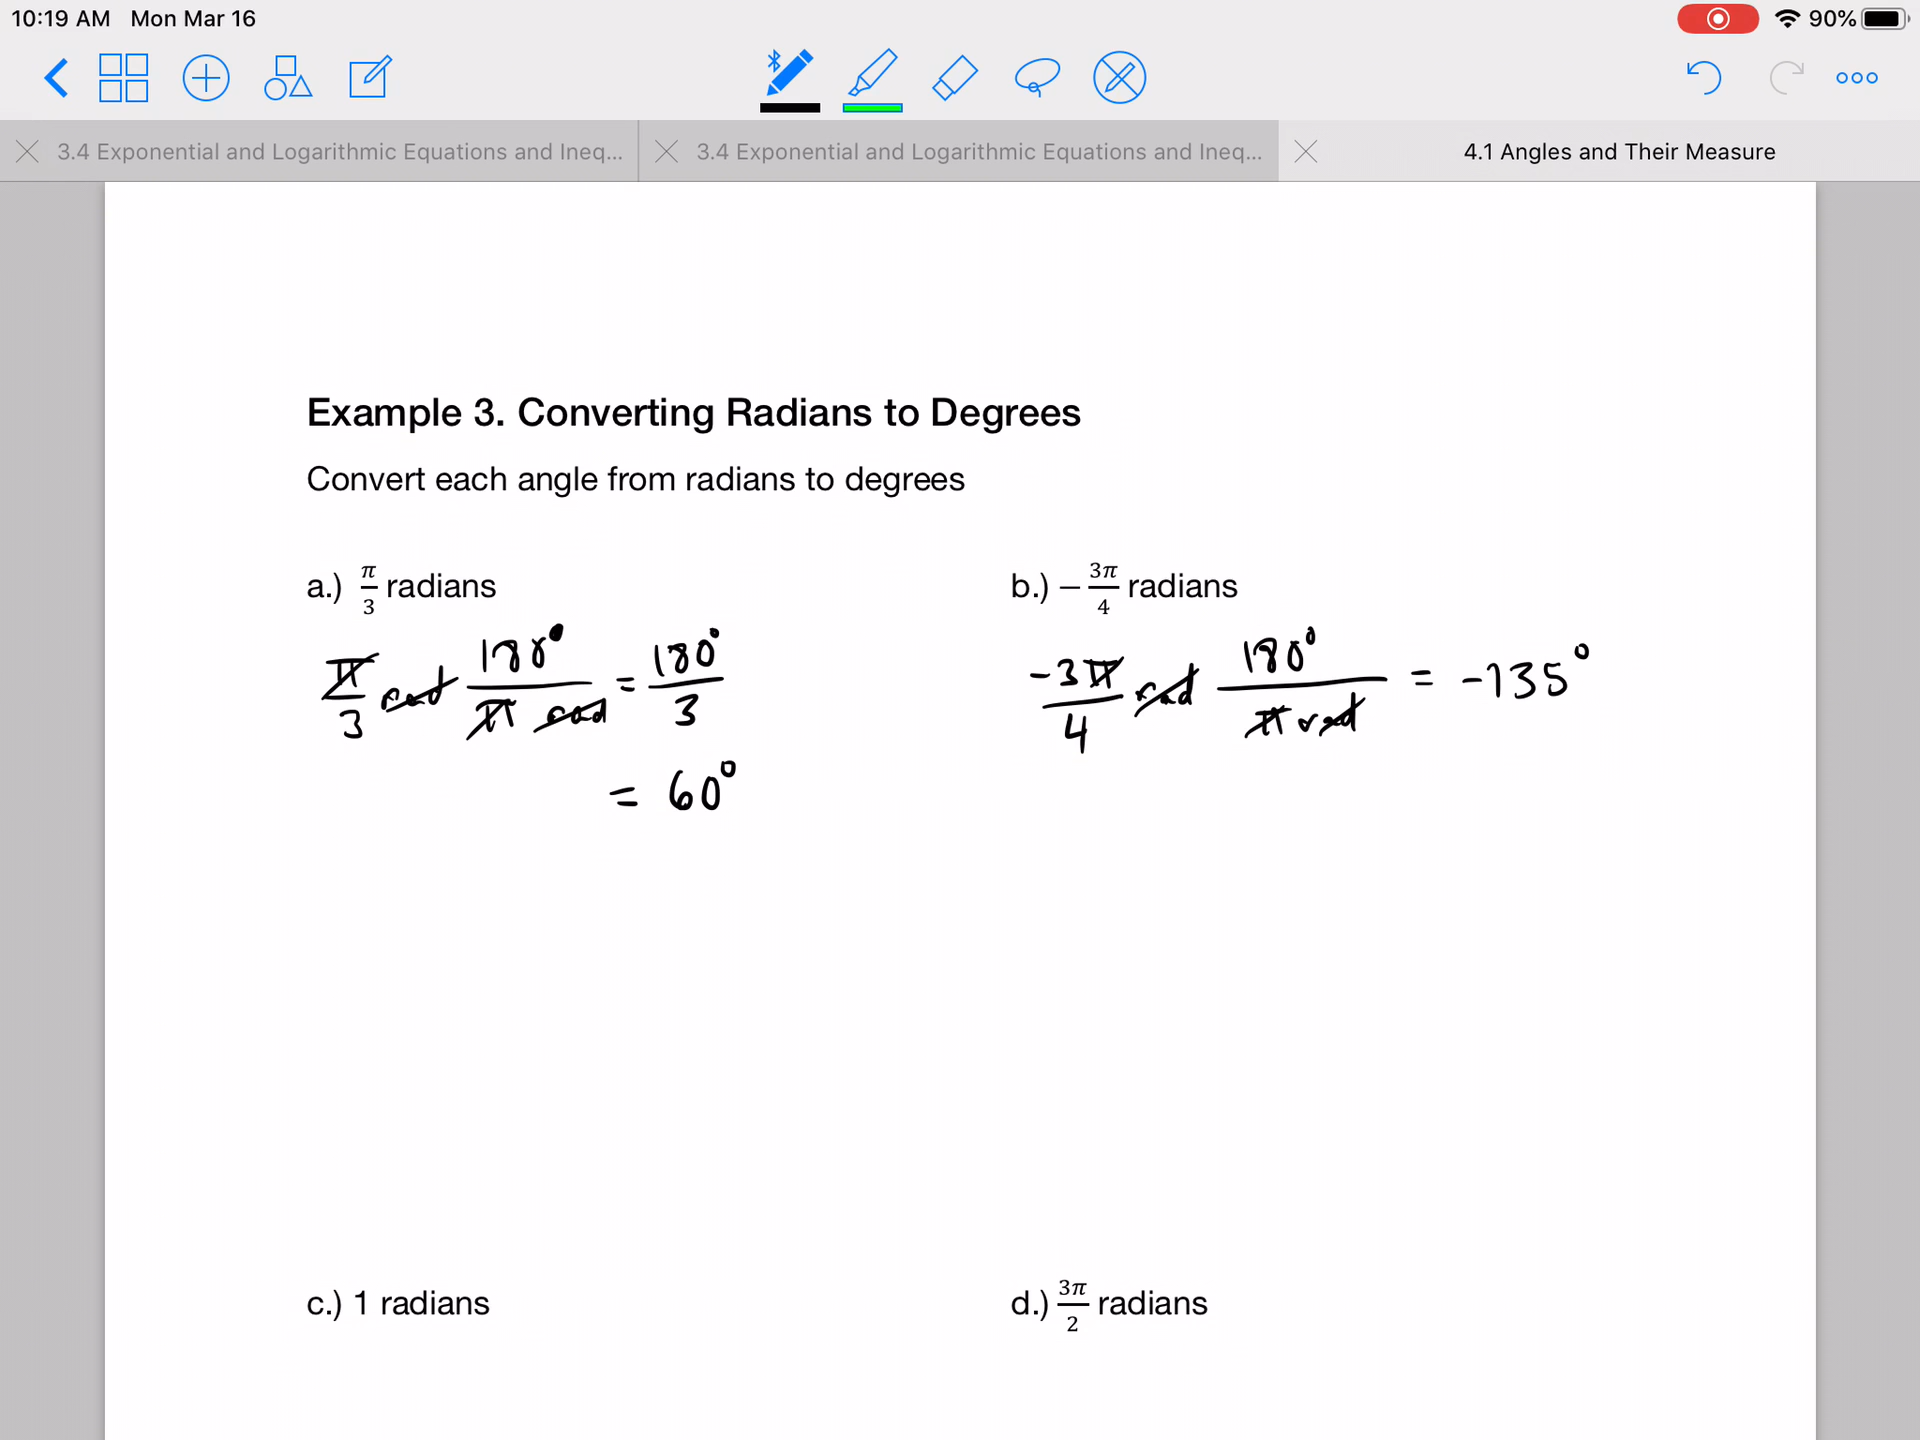 10:19 AM Mon Mar 16 90%
3.4 Exponential and Logarithmic Equations and Ineq... 3.4 Exponential and Logarithmic Equations and Ineq... 4.1 Angles and Their Measure
Example 3. Converting Radians to Degrees
Convert each angle from radians to degrees
a.) π/3 radians
π/3 rad 180°/π rad = 180°/3
= 60°
b.) −3π/4 radians
-3π/4 rad 180°/π rad = -135°
c.) 1 radians
d.) 3π/2 radians